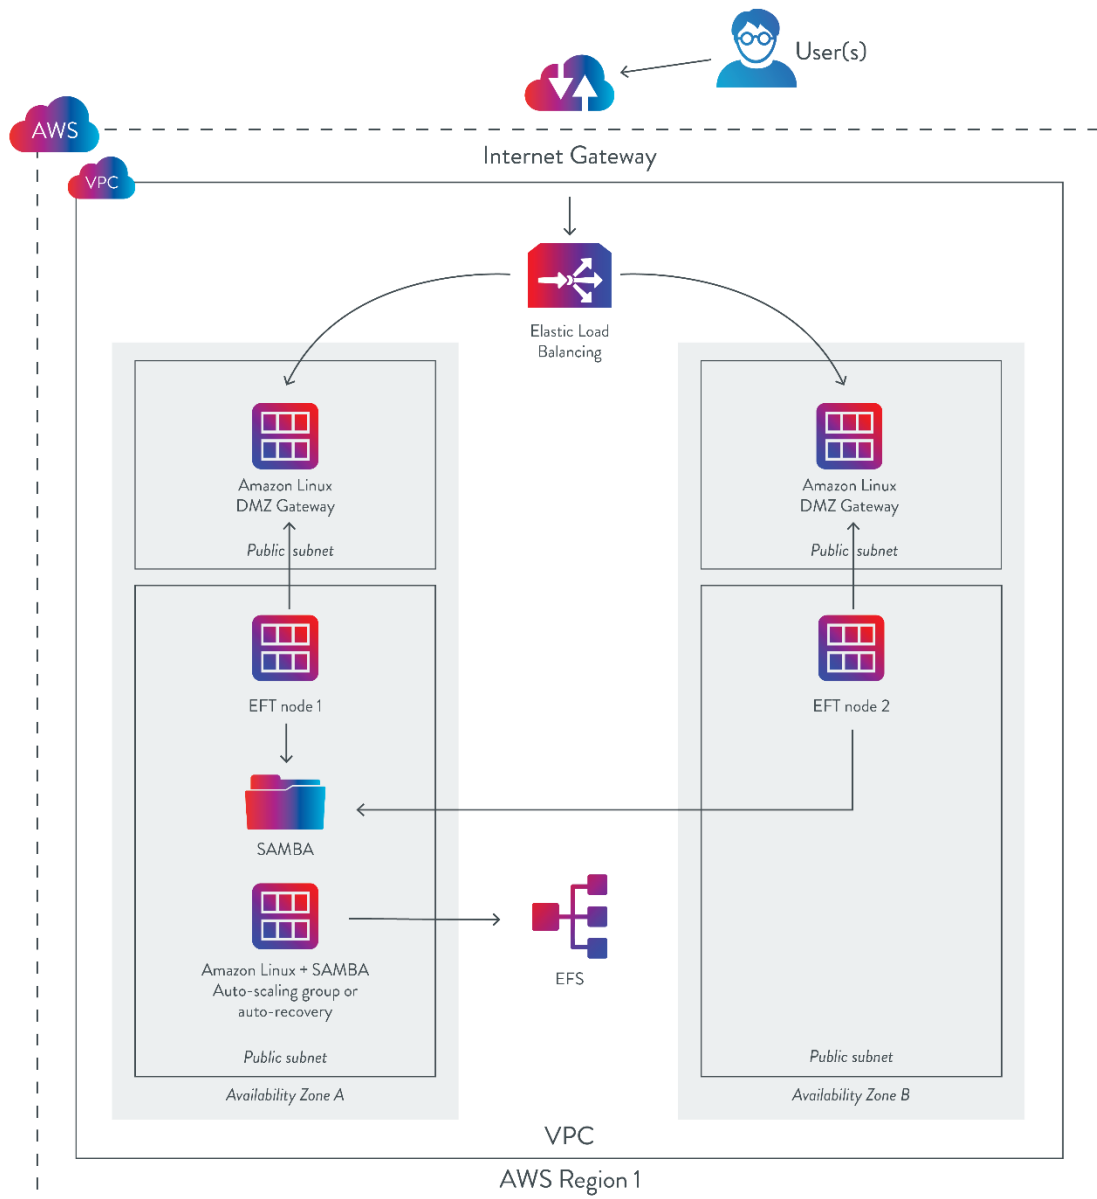 User(s)
AWS
Internet Gateway
VPC
Elastic Load
Balancing
Amazon Linux
DMZ Gateway
Public subnet
Amazon Linux
DMZ Gateway
Public subnet
EFT node 1
EFT node 2
SAMBA
EFS
Amazon Linux + SAMBA
Auto-scaling group or
auto-recovery
Public subnet
Public subnet
Availability Zone A
Availability Zone B
VPC
AWS Region 1